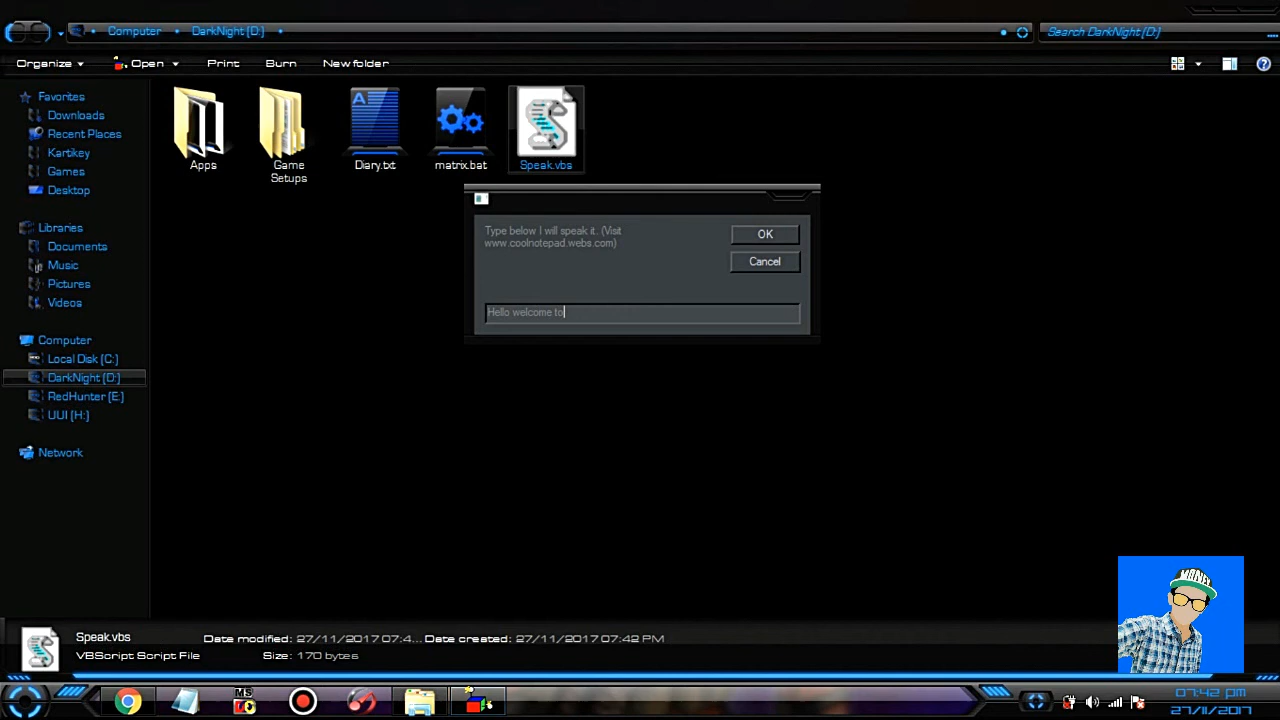 Computer
DarkNight (D:)
Search DarkNight (D:)
Organize
Open
Print
Burn
New folder
Favorites
Downloads
Recent Places
Kartikey
Games
Desktop
Libraries
Documents
Music
Pictures
Videos
Computer
Local Disk (C:)
DarkNight (D:)
RedHunter (E:)
UUI (H:)
Network
Apps
Game
Setups
Diary.txt
matrix.bat
Speak.vbs
Type below I will speak it. (Visit
www.coolnotepad.webs.com)
OK
Cancel
Hello welcome to
MONEY
Speak.vbs
Date modified: 27/11/2017 07:4... Date created: 27/11/2017 07:42 PM
VBScript Script File
Size: 170 bytes
MS
07:42 pm
27/11/2017